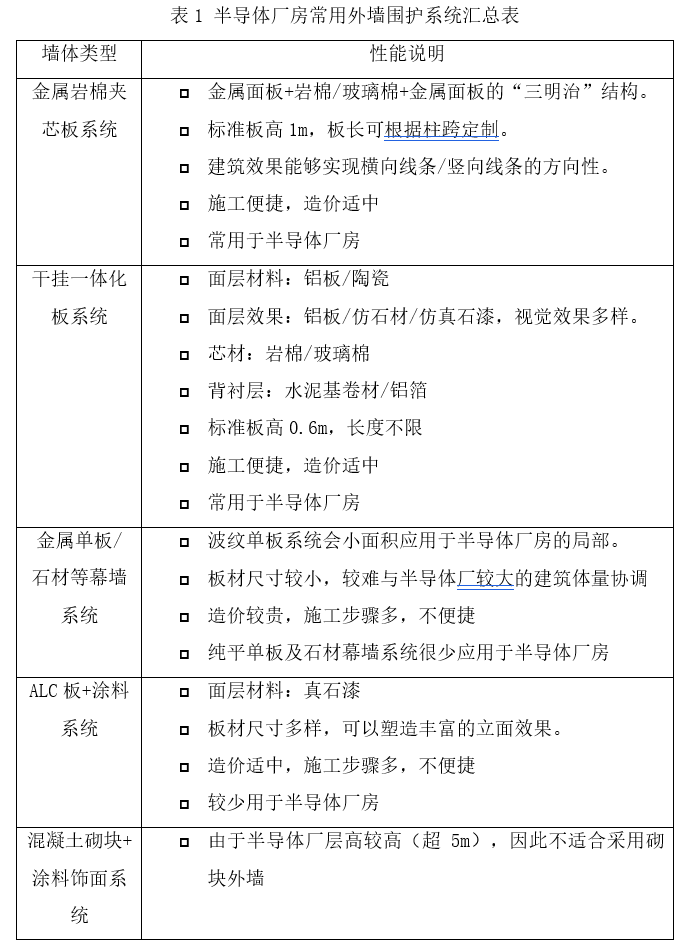 表1 半导体厂房常用外墙围护系统汇总表
墙体类型
性能说明
金属岩棉夹
芯板系统
金属面板+岩棉/玻璃棉+金属面板的“三明治”结构。
标准板高1m，板长可根据柱跨定制。
建筑效果能够实现横向线条/竖向线条的方向性。
施工便捷，造价适中
常用于半导体厂房
干挂一体化
板系统
面层材料：铝板/陶瓷
面层效果：铝板/仿石材/仿真石漆，视觉效果多样。
芯材：岩棉/玻璃棉
背衬层：水泥基卷材/铝箔
标准板高0.6m，长度不限
施工便捷，造价适中
常用于半导体厂房
金属单板/
石材等幕墙
系统
波纹单板系统会小面积应用于半导体厂房的局部。
板材尺寸较小，较难与半导体厂较大的建筑体量协调
造价较贵，施工步骤多，不便捷
纯平单板及石材幕墙系统很少应用于半导体厂房
ALC板+涂料
系统
面层材料：真石漆
板材尺寸多样，可以塑造丰富的立面效果。
造价适中，施工步骤多，不便捷
较少用于半导体厂房
混凝土砌块+
涂料饰面系
统
由于半导体厂层高较高（超 5m），因此不适合采用砌
块外墙